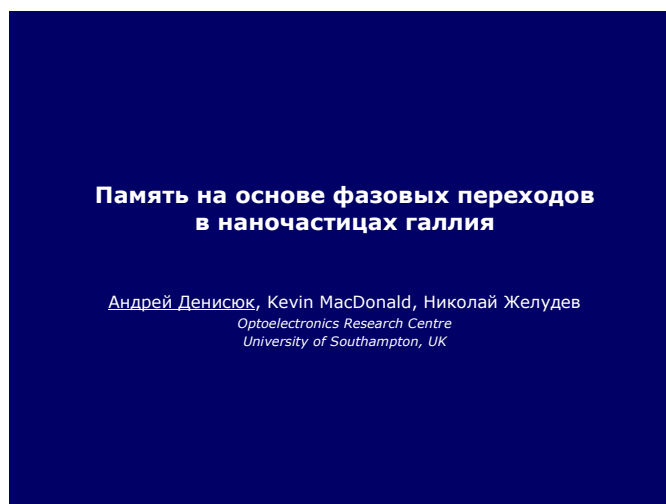 Память на основе фазовых переходов
в наночастицах галлия
Андрей Денисюк, Kevin MacDonald, Николай Желудев
Optoelectronics Research Centre
University of Southampton, UK